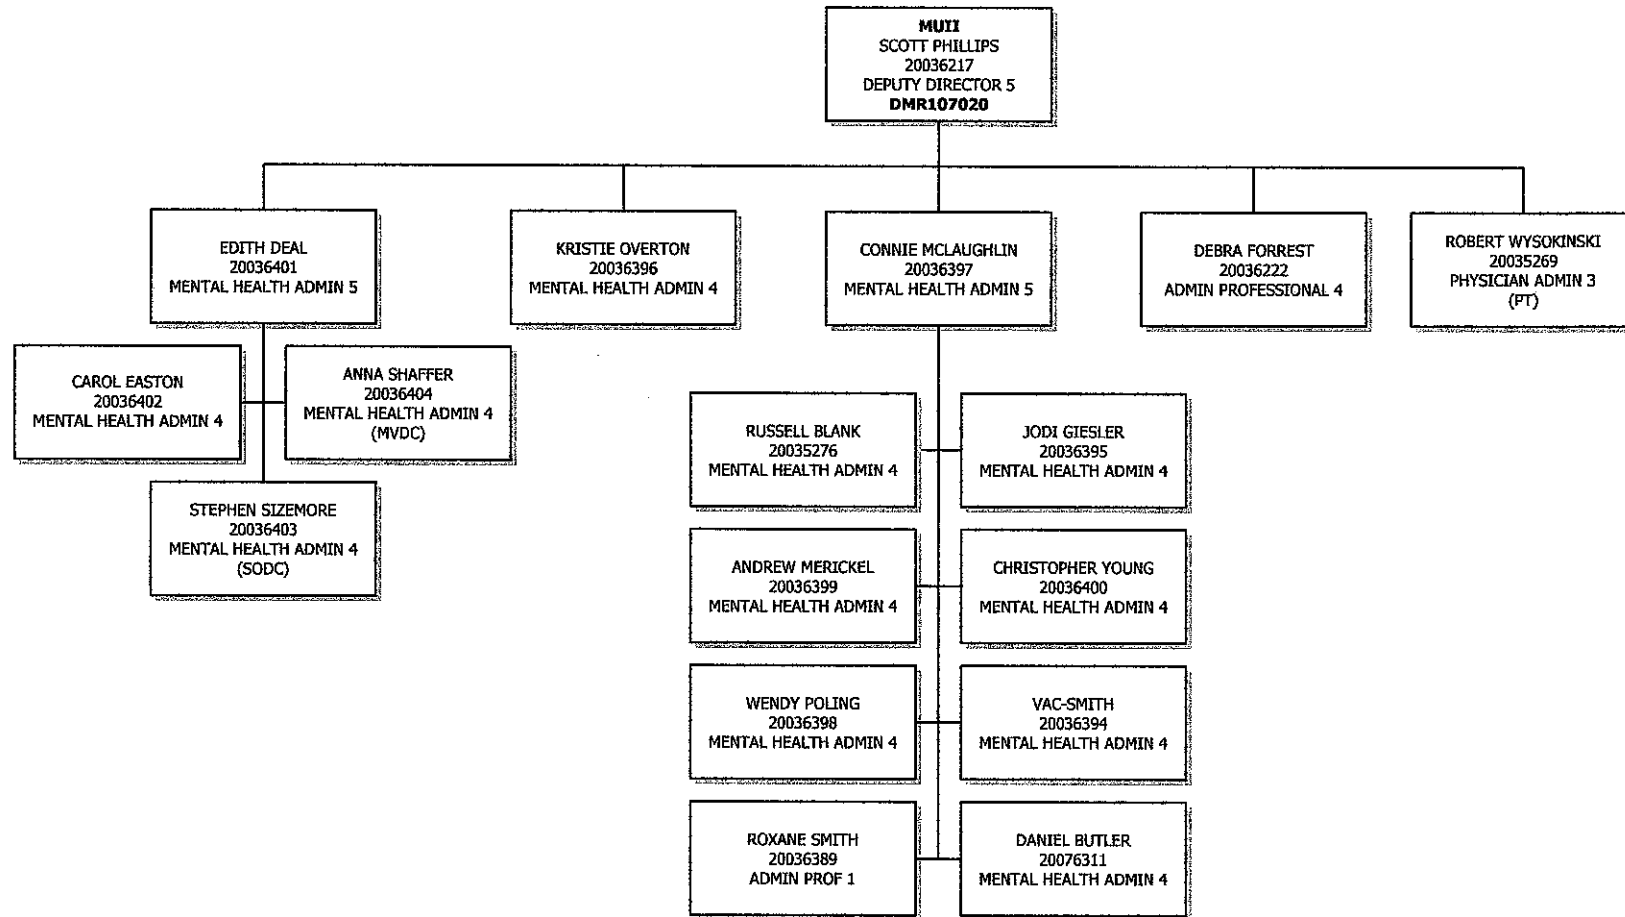 MUII
SCOTT PHILLIPS
20036217
DEPUTY DIRECTOR 5
DMR107020
EDITH DEAL
20036401
MENTAL HEALTH ADMIN 5
KRISTIE OVERTON
20036396
MENTAL HEALTH ADMIN 4
CONNIE MCLAUGHLIN
20036397
MENTAL HEALTH ADMIN 5
DEBRA FORREST
20036222
ADMIN PROFESSIONAL 4
ROBERT WYSOKINSKI
20035269
PHYSICIAN ADMIN 3
(PT)
CAROL EASTON
20036402
MENTAL HEALTH ADMIN 4
ANNA SHAFFER
20036404
MENTAL HEALTH ADMIN 4
(MVDC)
STEPHEN SIZEMORE
20036403
MENTAL HEALTH ADMIN 4
(SODC)
RUSSELL BLANK
20035276
MENTAL HEALTH ADMIN 4
JODI GIESLER
20036395
MENTAL HEALTH ADMIN 4
ANDREW MERICKEL
20036399
MENTAL HEALTH ADMIN 4
CHRISTOPHER YOUNG
20036400
MENTAL HEALTH ADMIN 4
WENDY POLING
20036398
MENTAL HEALTH ADMIN 4
VAC-SMITH
20036394
MENTAL HEALTH ADMIN 4
ROXANE SMITH
20036389
ADMIN PROF 1
DANIEL BUTLER
20076311
MENTAL HEALTH ADMIN 4